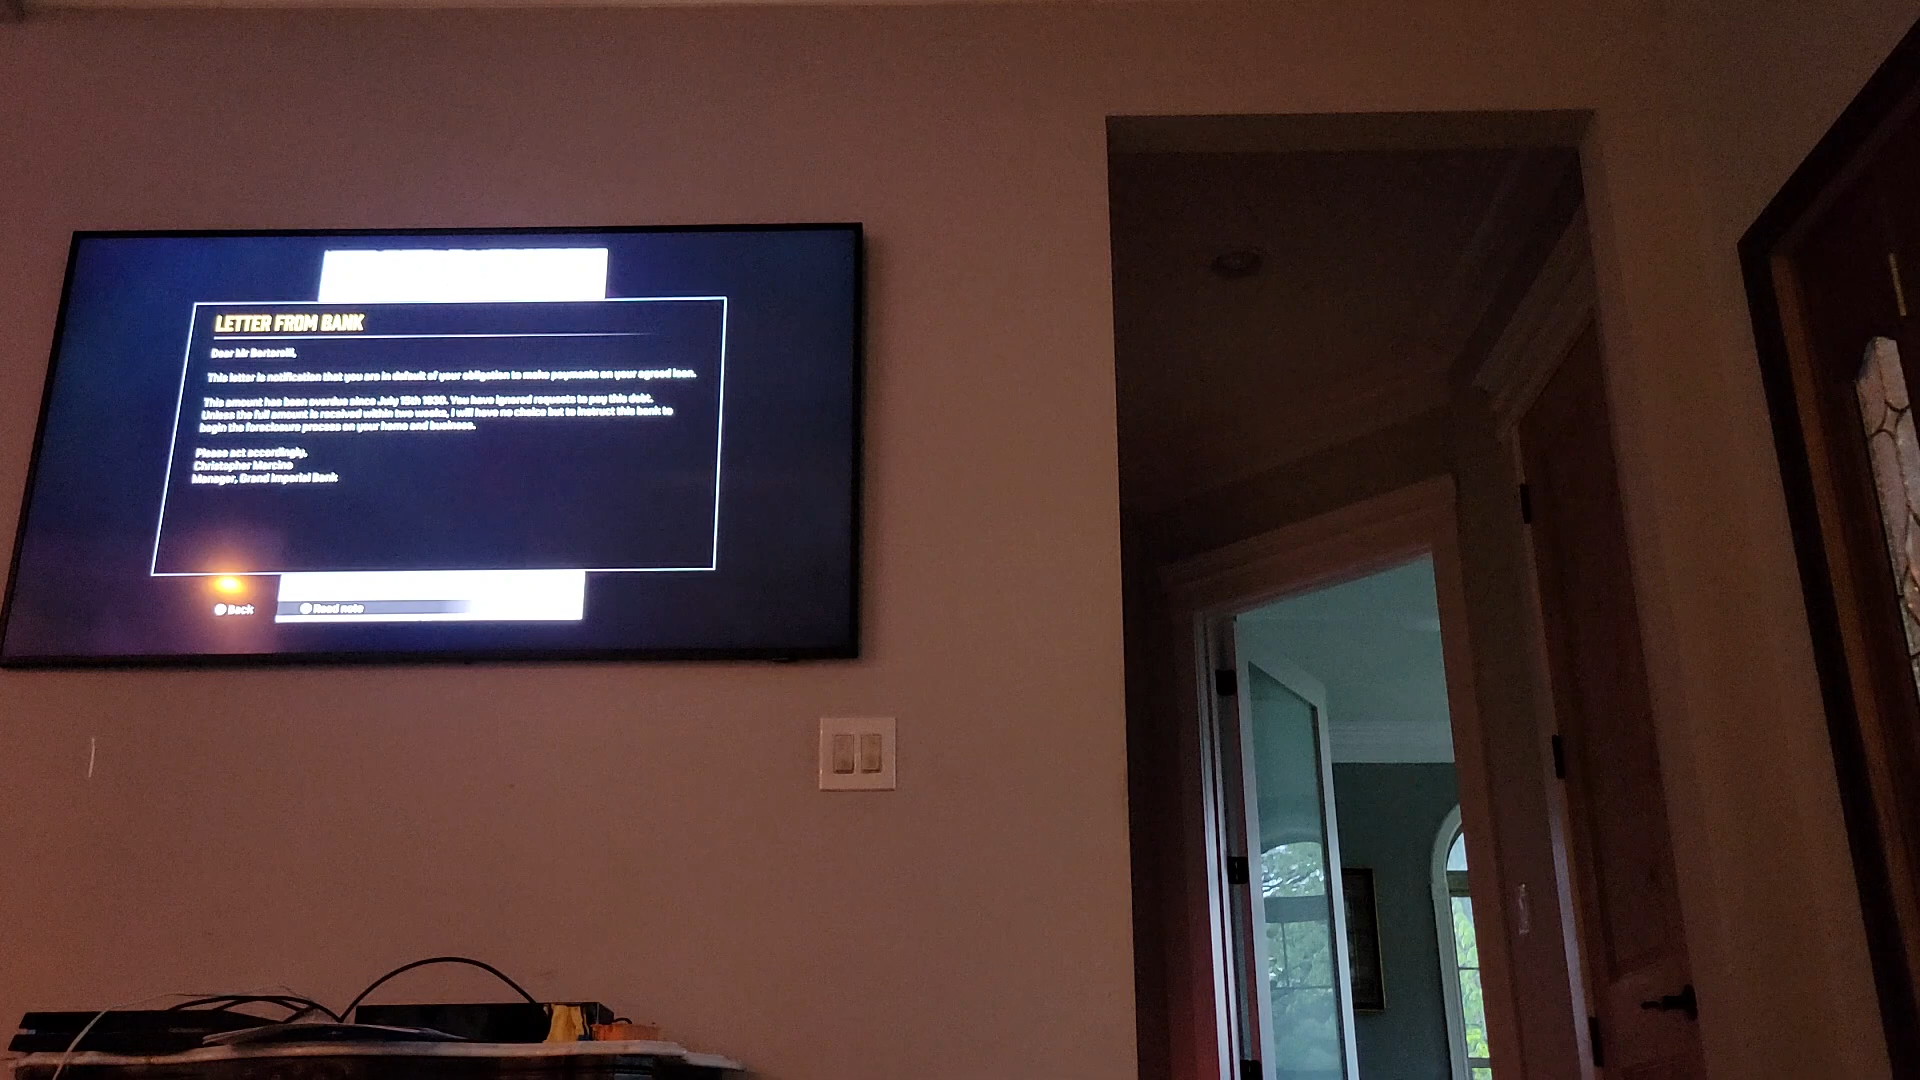 LETTER FROM BANK
Dear Mr Bartorelli,
This letter is notification that you are in default of your obligation to make payments on your agreed loan.
This amount has been overdue since July 15th 1930. You have ignored requests to pay this debt.
Unless the full amount is received within two weeks, I will have no choice but to instruct this bank to
begin the foreclosure process on your home and business.
Please act accordingly,
Christopher Marcino
Manager, Grand Imperial Bank
Back
Read note